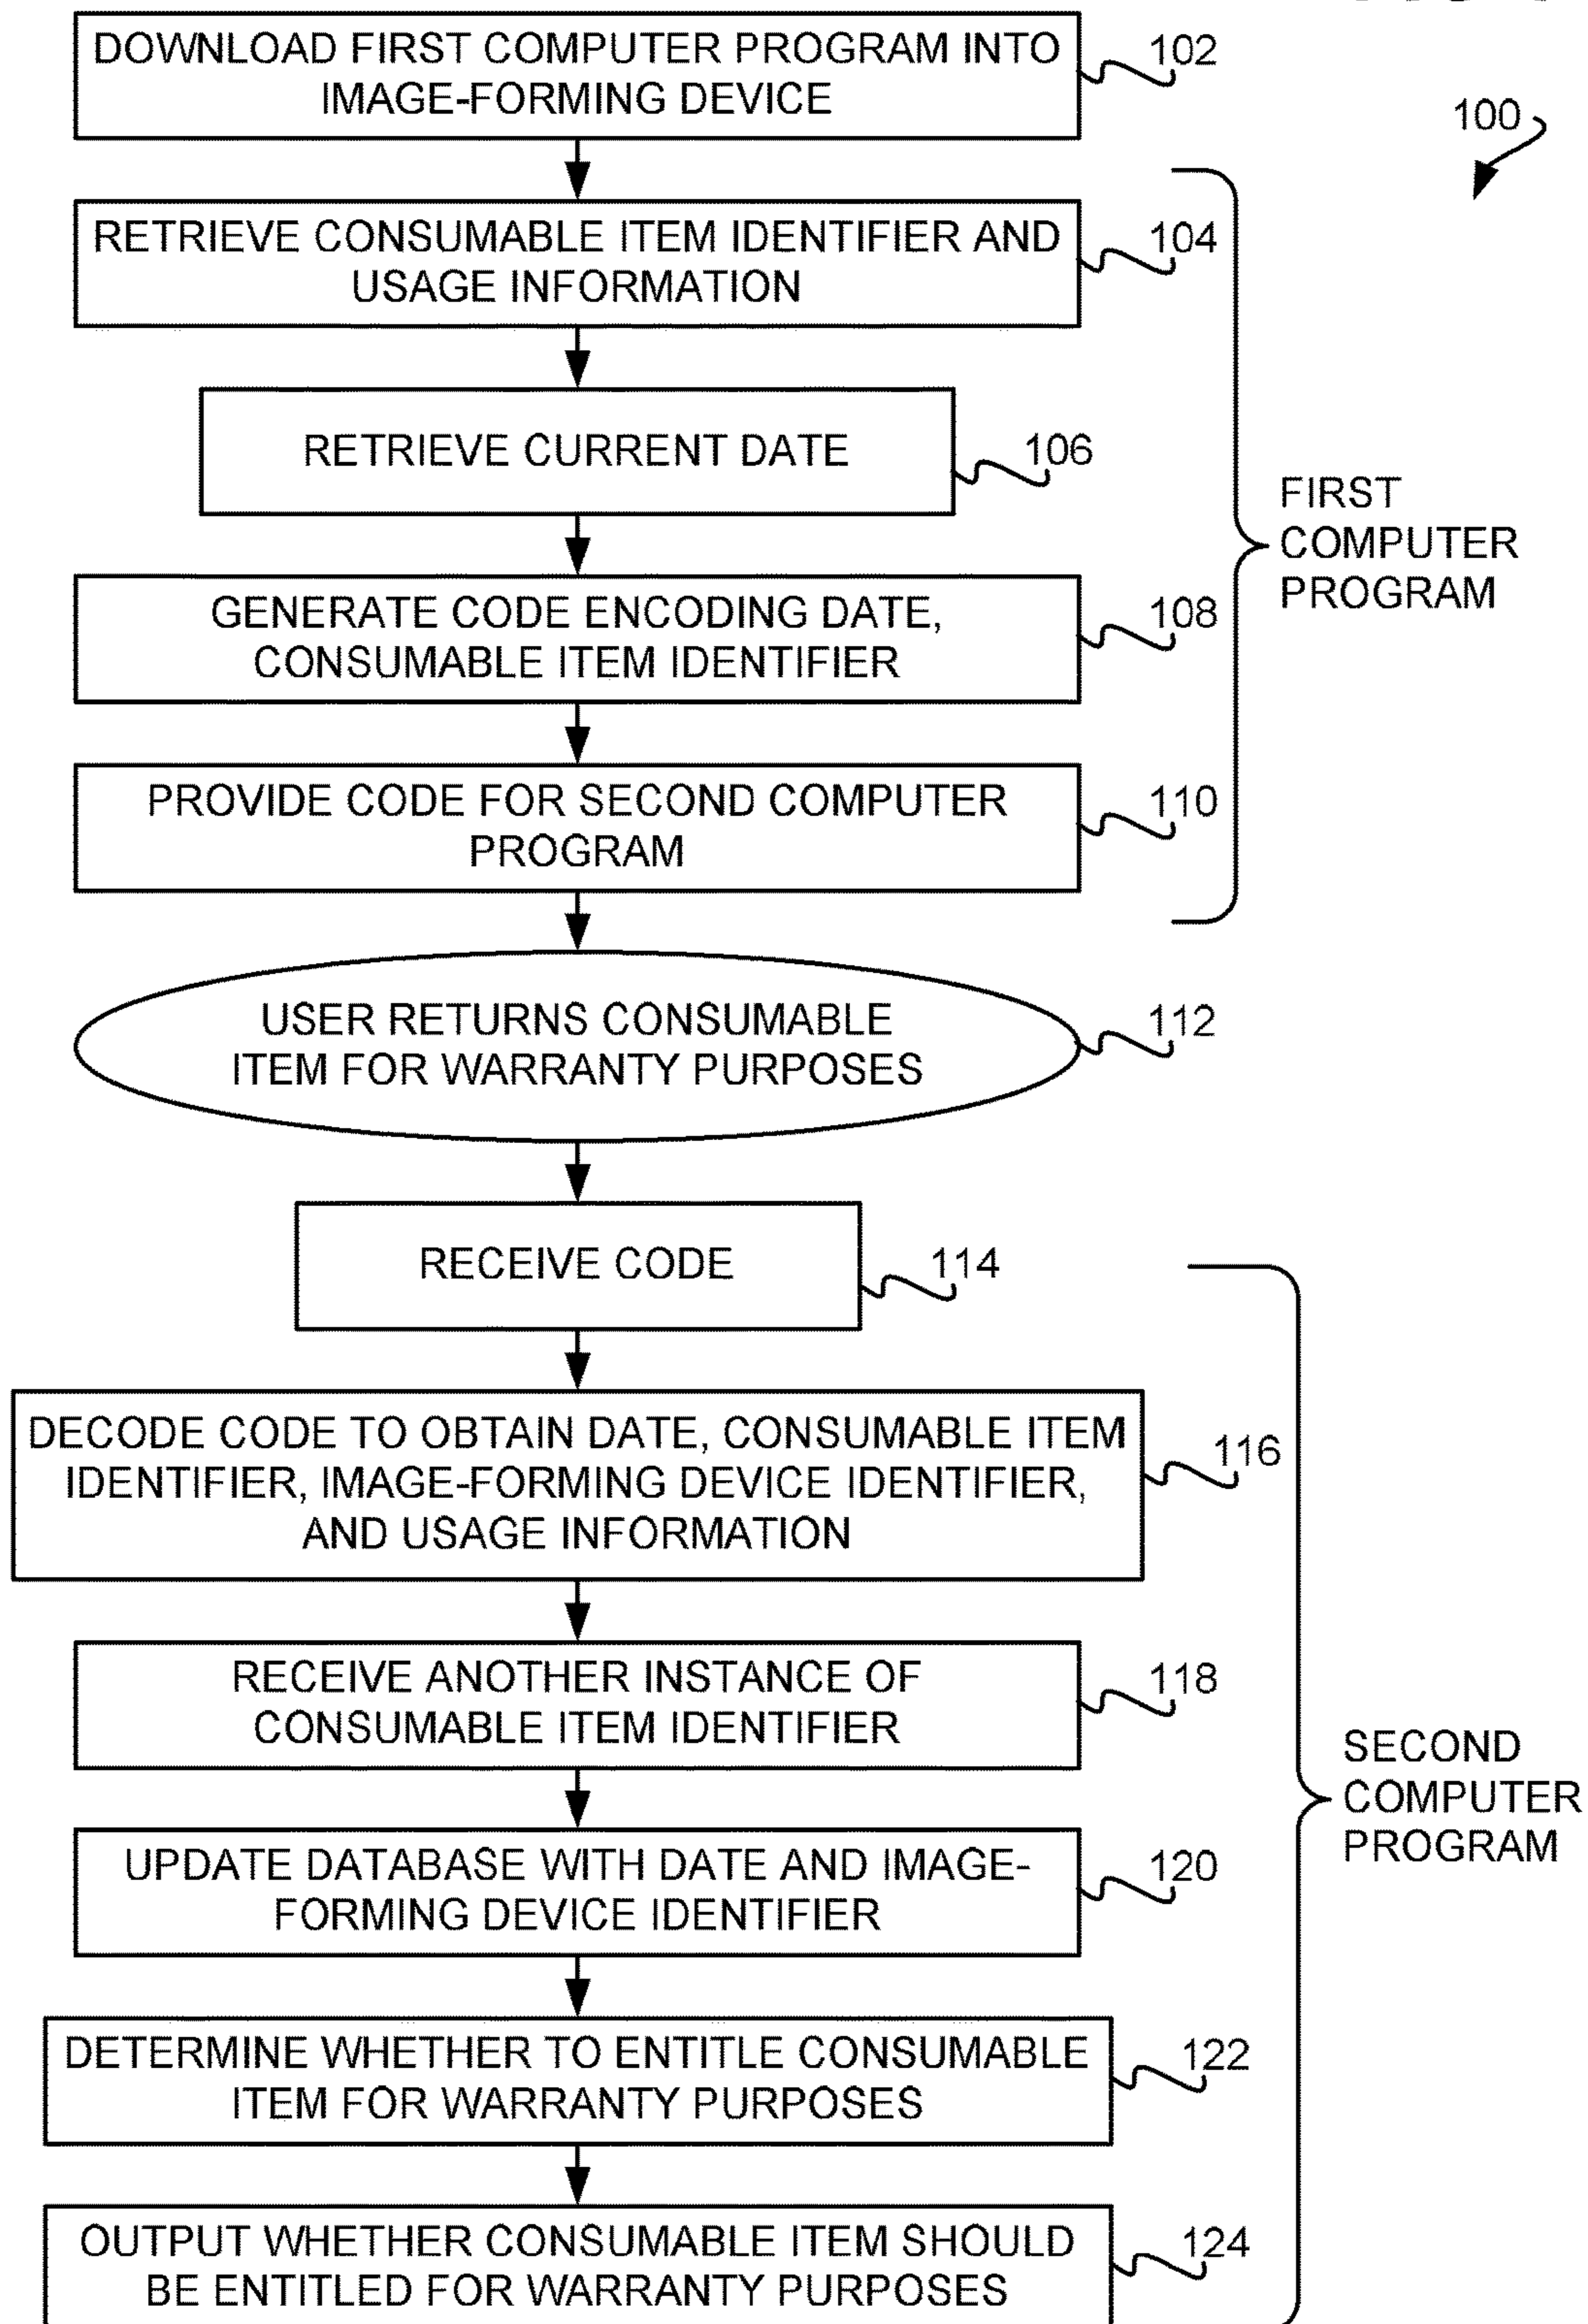 DOWNLOAD FIRST COMPUTER PROGRAM INTO
IMAGE-FORMING DEVICE
102
100
RETRIEVE CONSUMABLE ITEM IDENTIFIER AND
USAGE INFORMATION
104
RETRIEVE CURRENT DATE
106
FIRST
COMPUTER
PROGRAM
GENERATE CODE ENCODING DATE,
CONSUMABLE ITEM IDENTIFIER
108
PROVIDE CODE FOR SECOND COMPUTER
PROGRAM
110
USER RETURNS CONSUMABLE
ITEM FOR WARRANTY PURPOSES
112
RECEIVE CODE
114
DECODE CODE TO OBTAIN DATE, CONSUMABLE ITEM
IDENTIFIER, IMAGE-FORMING DEVICE IDENTIFIER,
AND USAGE INFORMATION
116
RECEIVE ANOTHER INSTANCE OF
CONSUMABLE ITEM IDENTIFIER
118
SECOND
COMPUTER
PROGRAM
UPDATE DATABASE WITH DATE AND IMAGE-
FORMING DEVICE IDENTIFIER
120
DETERMINE WHETHER TO ENTITLE CONSUMABLE
ITEM FOR WARRANTY PURPOSES
122
OUTPUT WHETHER CONSUMABLE ITEM SHOULD
BE ENTITLED FOR WARRANTY PURPOSES
124